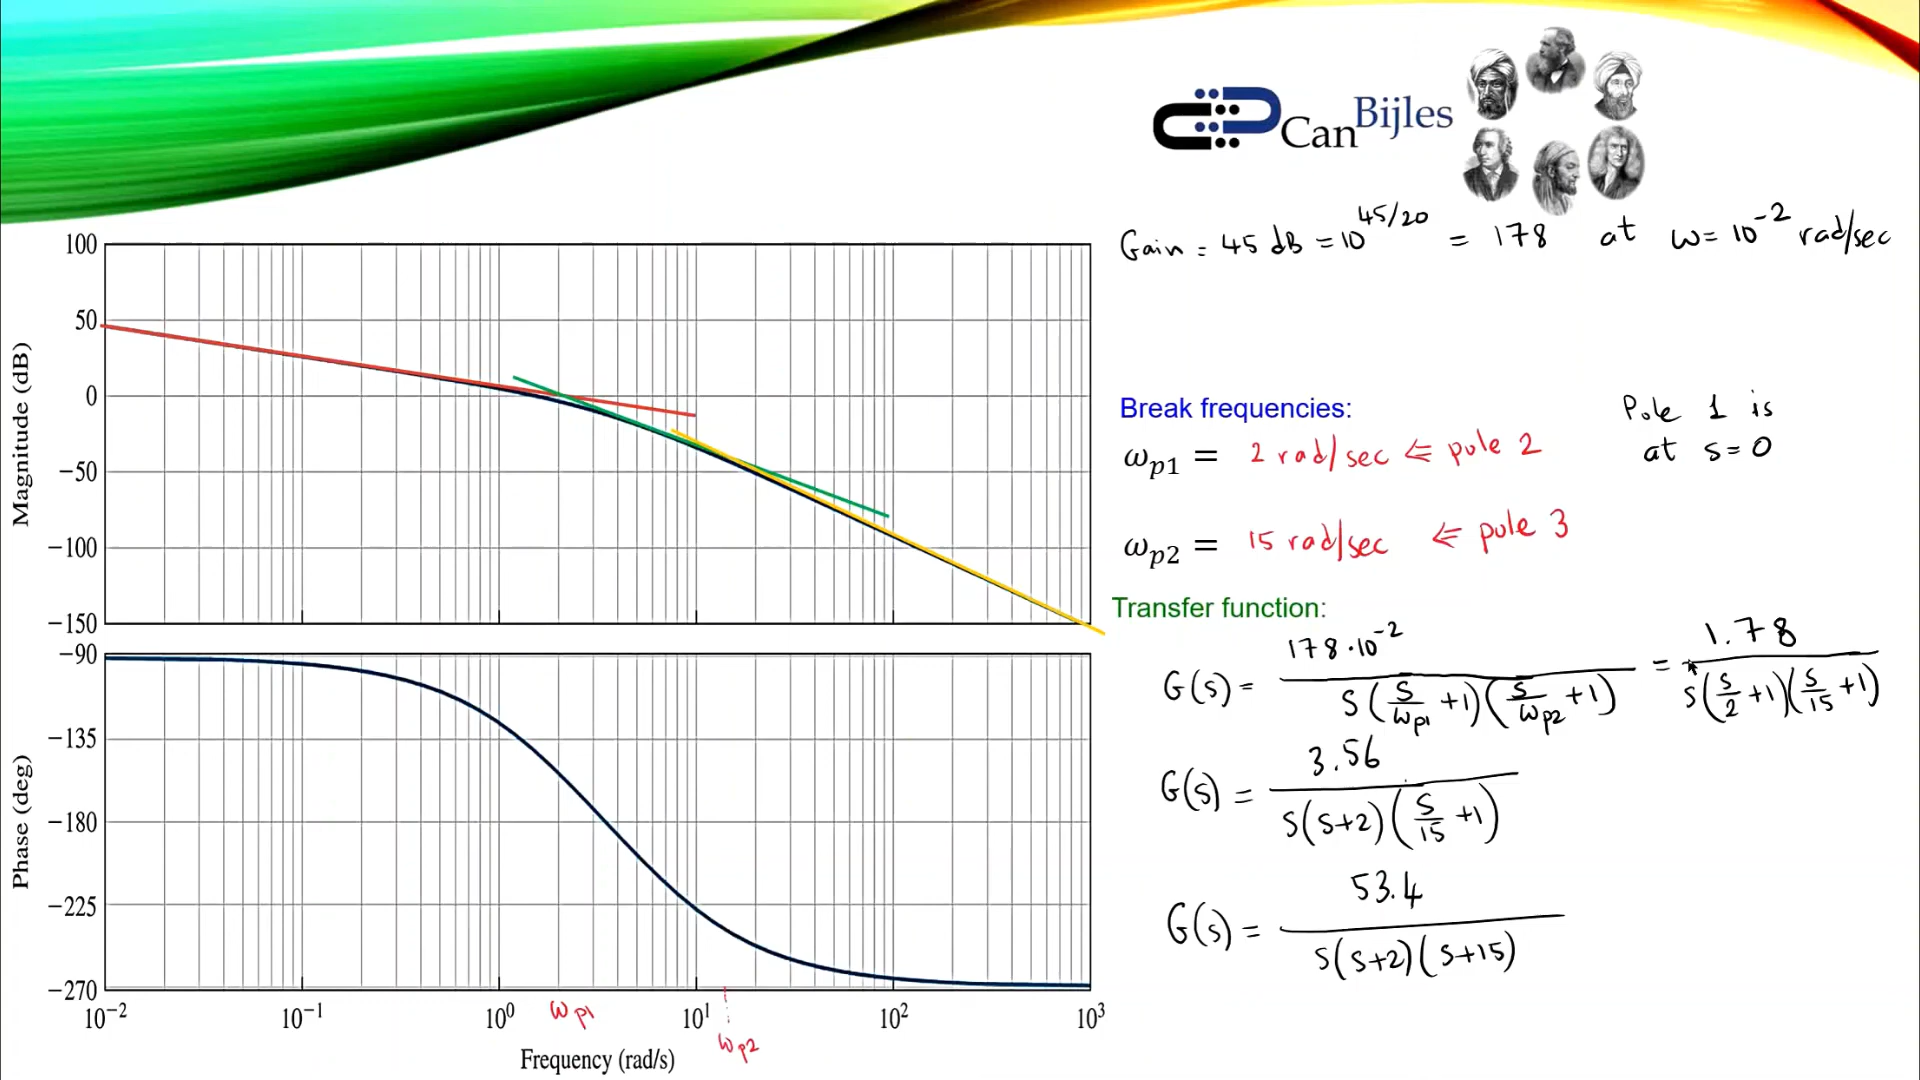 CanBijles
Gain = 45 dB = 10^{45/20} = 178 at ω = 10^{-2} rad/sec
100
50
0
−50
−100
−150
Magnitude (dB)
−90
−135
−180
−225
−270
Phase (deg)
10^{-2} 10^{-1} 10^{0} 10^{1} 10^{2} 10^{3}
ωp1
ωp2
Frequency (rad/s)
Break frequencies:
ωp1 = 2 rad/sec ⇐ pole 2
Pole 1 is
at s=0
ωp2 = 15 rad/sec ⇐ pole 3
Transfer function:
G(s) = 178·10^{-2} / s(s/ωp1 +1)(s/ωp2 +1) = 1.78 / s(s/2 +1)(s/15 +1)
G(s) = 3.56 / s(s+2)(s/15 +1)
G(s) = 53.4 / s(s+2)(s+15)